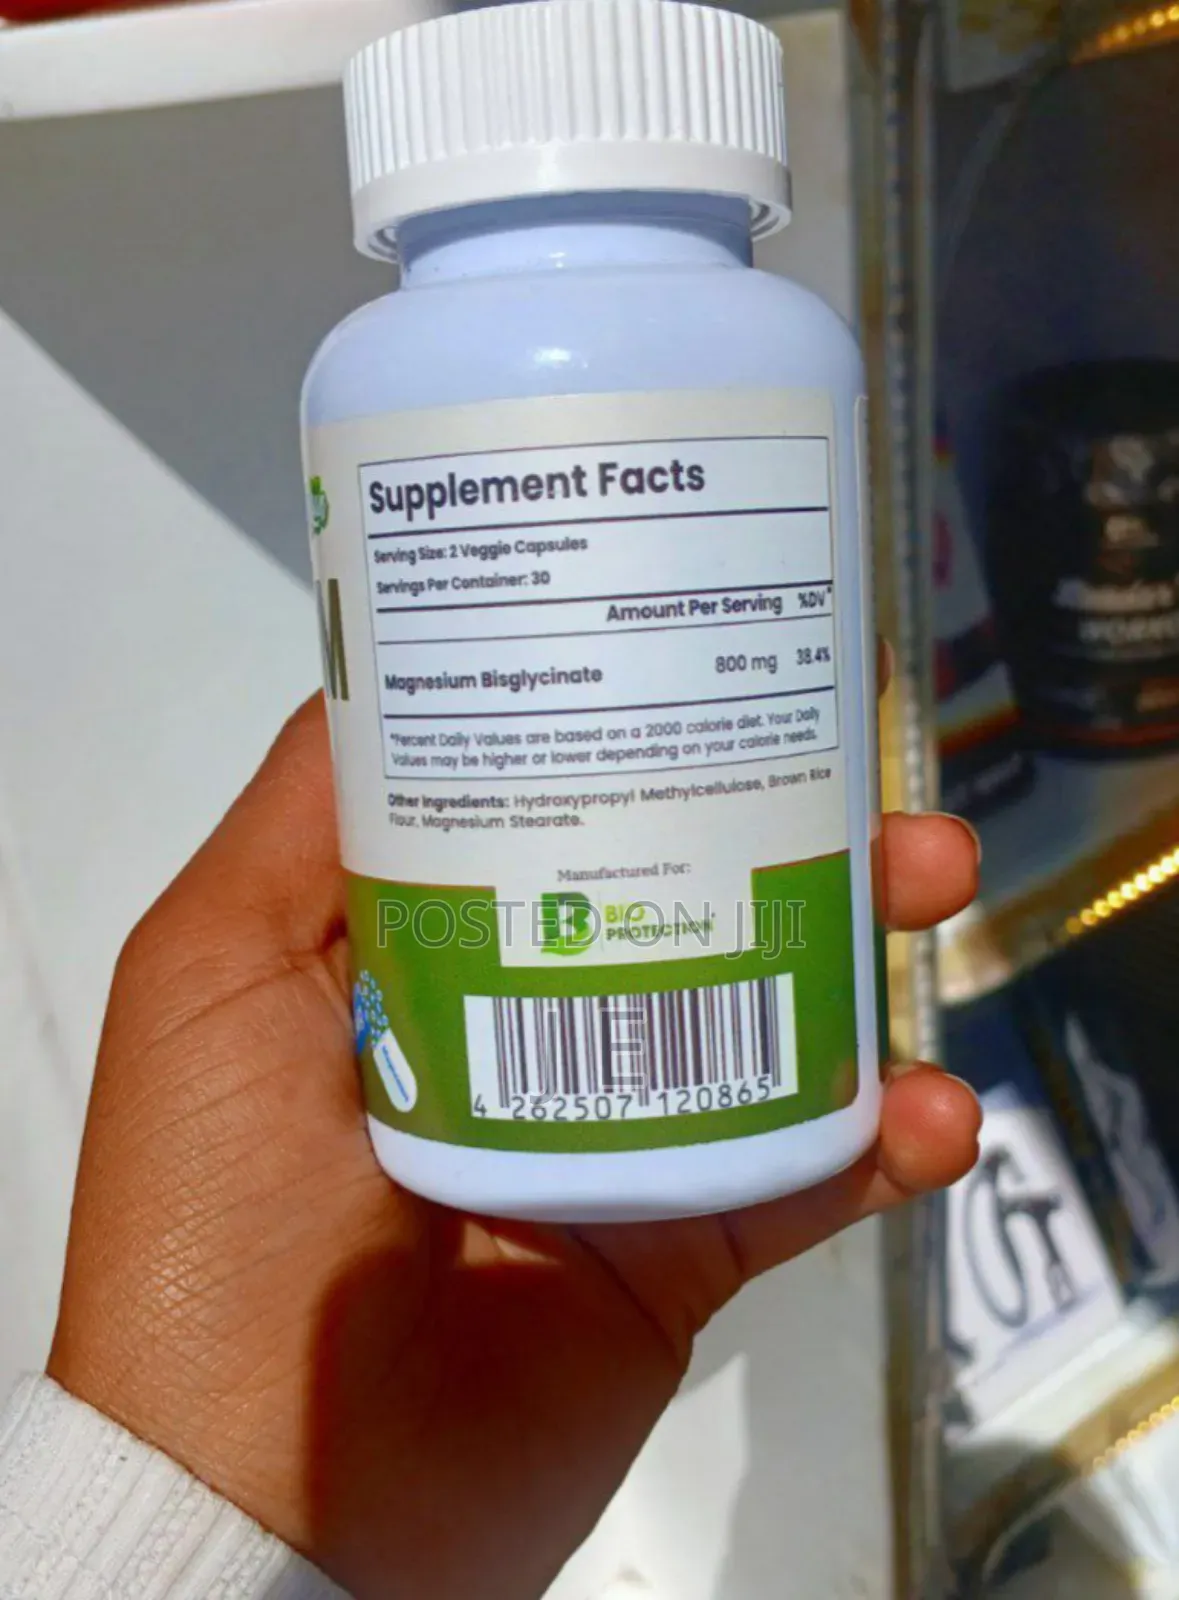 Supplement Facts
Serving Size: 2 Veggie Capsules
Servings Per Container: 30
Amount Per Serving %DV*
Magnesium Bisglycinate 800 mg 38.4%
*Percent Daily Values are based on a 2000 calorie diet. Your Daily
Values may be higher or lower depending on your calorie needs.
Other Ingredients: Hydroxypropyl Methylcellulose, Brown Rice
Flour, Magnesium Stearate.
M
Manufactured For:
B BIO
PROTECTION
POSTED ON JIJI
J E
4 262507 120865